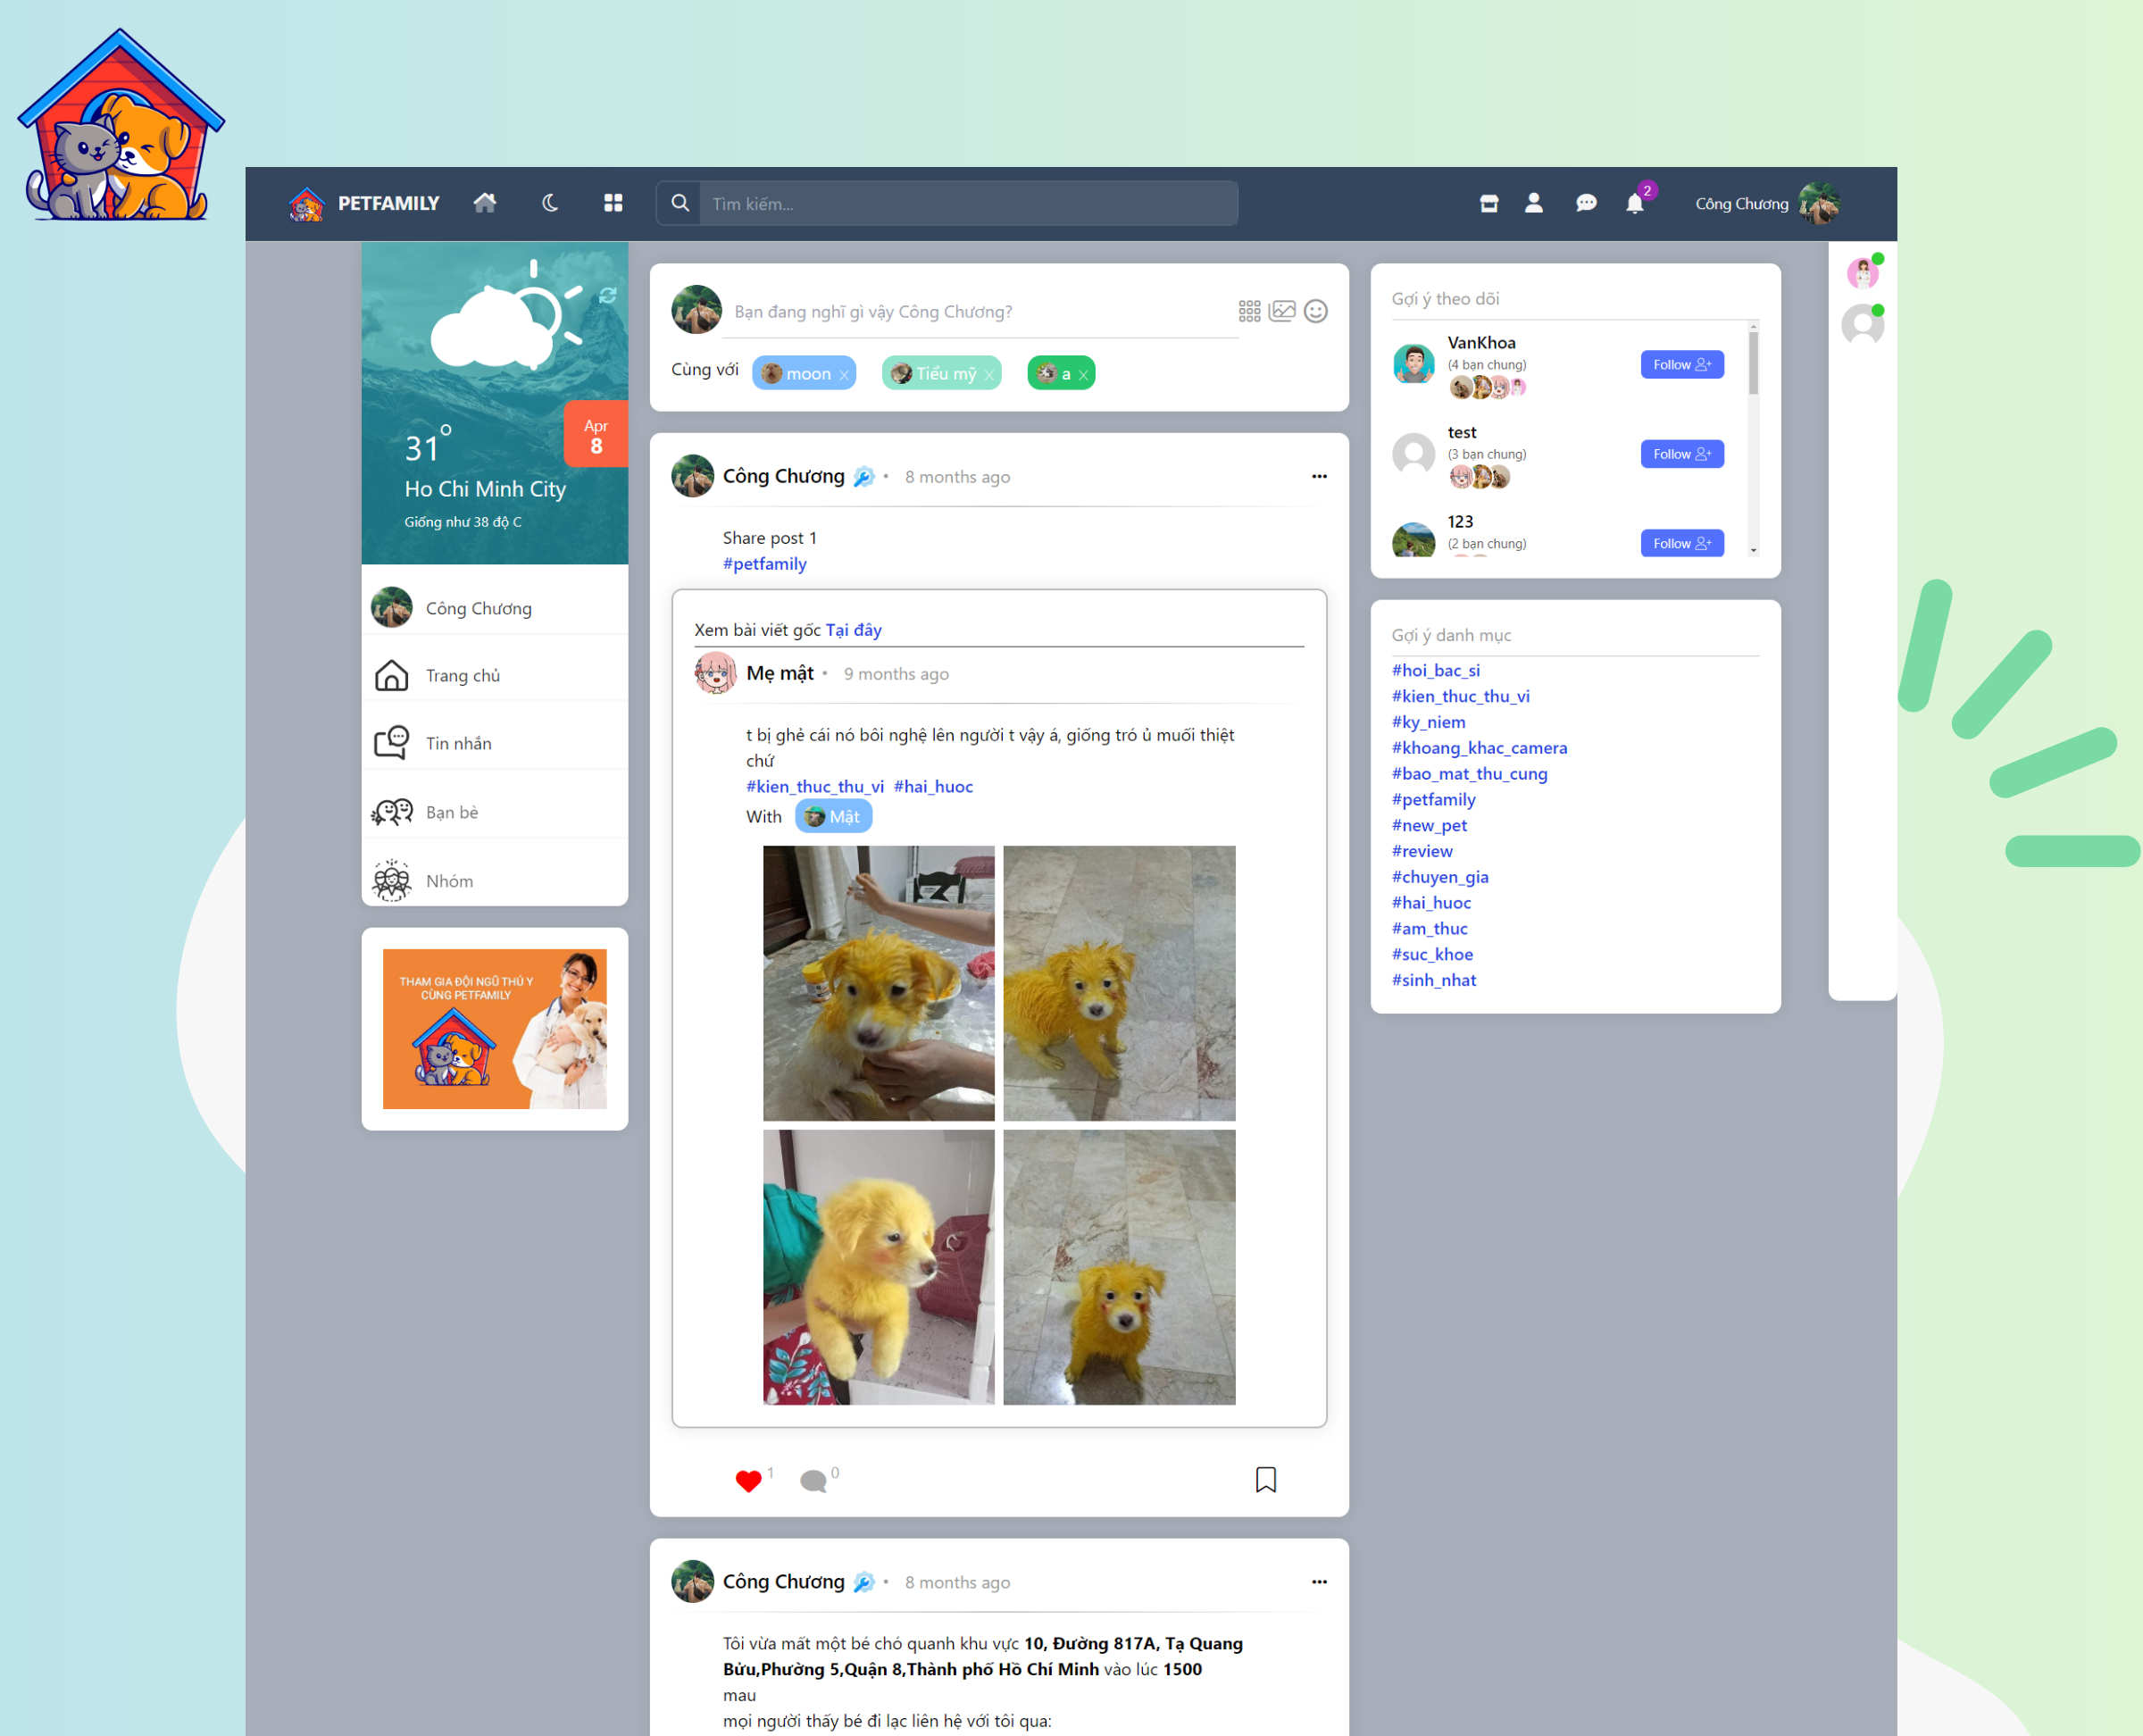 PETFAMILY
Tìm kiếm...
2
Công Chương
31°
Apr
8
Ho Chi Minh City
Giống như 38 độ C
Công Chương
Trang chủ
Tin nhắn
Bạn bè
Nhóm
THAM GIA ĐỘI NGŨ THÚ Y
CÙNG PETFAMILY
Bạn đang nghĩ gì vậy Công Chương?
Cùng với moon × Tiểu mỹ × a ×
Công Chương • 8 months ago
Share post 1
#petfamily
Xem bài viết gốc Tại đây
Mẹ mật • 9 months ago
t bị ghẻ cái nó bôi nghệ lên người t vậy á, giống tró ủ muối thiệt
chứ
#kien_thuc_thu_vi #hai_huoc
With Mật
1 0
Công Chương • 8 months ago
Tôi vừa mất một bé chó quanh khu vực 10, Đường 817A, Tạ Quang
Bửu,Phường 5,Quận 8,Thành phố Hồ Chí Minh vào lúc 1500
mau
mọi người thấy bé đi lạc liên hệ với tôi qua:
Gợi ý theo dõi
VanKhoa
(4 bạn chung)
Follow
test
(3 bạn chung)
Follow
123
(2 bạn chung)
Follow
Gợi ý danh mục
#hoi_bac_si
#kien_thuc_thu_vi
#ky_niem
#khoang_khac_camera
#bao_mat_thu_cung
#petfamily
#new_pet
#review
#chuyen_gia
#hai_huoc
#am_thuc
#suc_khoe
#sinh_nhat